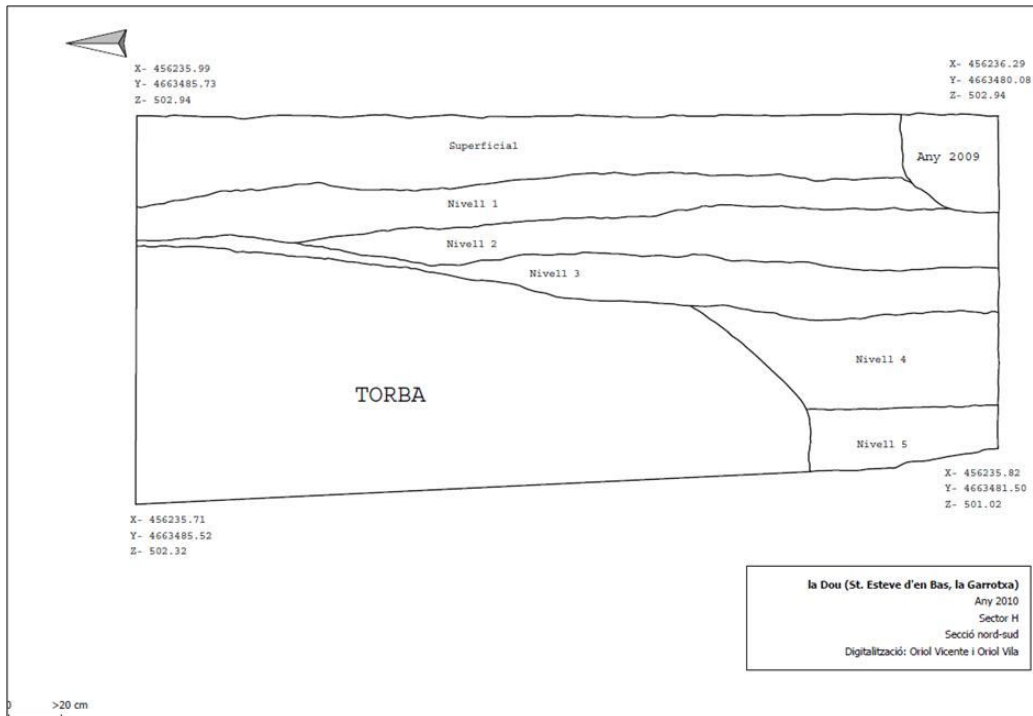 X- 456235.99
Y- 4663485.73
Z- 502.94
X- 456236.29
Y- 4663480.08
Z- 502.94
Superficial
Any 2009
Nivell 1
Nivell 2
Nivell 3
Nivell 4
TORBA
Nivell 5
X- 456235.82
Y- 4663481.50
Z- 501.02
X- 456235.71
Y- 4663485.52
Z- 502.32
la Dou (St. Esteve d'en Bas, la Garrotxa)
Any 2010
Sector H
Secció nord-sud
Digitalització: Oriol Vicente i Oriol Vila
0 >20 cm